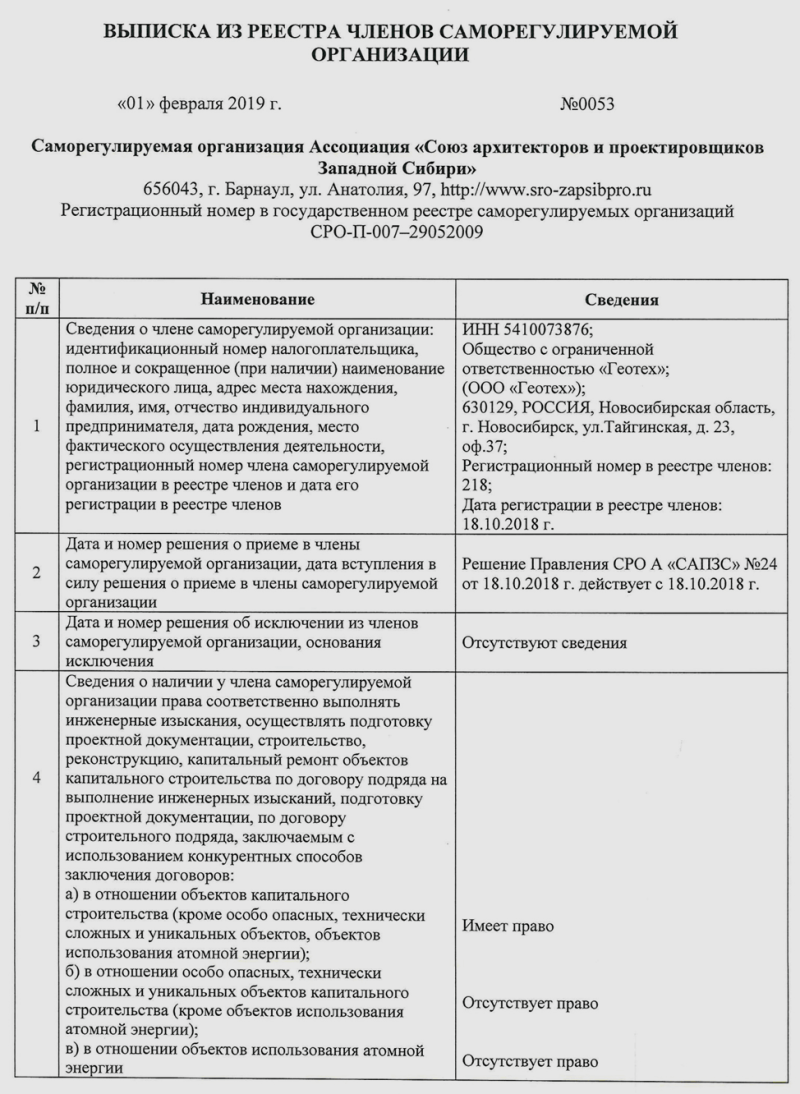 ВЫПИСКА ИЗ РЕЕСТРА ЧЛЕНОВ САМОРЕГУЛИРУЕМОЙ
ОРГАНИЗАЦИИ
«01» февраля 2019 г.
№0053
Саморегулируемая организация Ассоциация «Союз архитекторов и проектировщиков
Западной Сибири»
656043, г. Барнаул, ул. Анатолия, 97, http://www.sro-zapsibpro.ru
Регистрационный номер в государственном реестре саморегулируемых организаций
СРО-П-007–29052009
№
п/п
Наименование
Сведения
1
Сведения о члене саморегулируемой организации:
идентификационный номер налогоплательщика,
полное и сокращенное (при наличии) наименование
юридического лица, адрес места нахождения,
фамилия, имя, отчество индивидуального
предпринимателя, дата рождения, место
фактического осуществления деятельности,
регистрационный номер члена саморегулируемой
организации в реестре членов и дата его
регистрации в реестре членов
ИНН 5410073876;
Общество с ограниченной
ответственностью «Геотех»;
(ООО «Геотех»);
630129, РОССИЯ, Новосибирская область,
г. Новосибирск, ул.Тайгинская, д. 23,
оф.37;
Регистрационный номер в реестре членов:
218;
Дата регистрации в реестре членов:
18.10.2018 г.
2
Дата и номер решения о приеме в члены
саморегулируемой организации, дата вступления в
силу решения о приеме в члены саморегулируемой
организации
Решение Правления СРО А «САПЗС» №24
от 18.10.2018 г. действует с 18.10.2018 г.
3
Дата и номер решения об исключении из членов
саморегулируемой организации, основания
исключения
Отсутствуют сведения
4
Сведения о наличии у члена саморегулируемой
организации права соответственно выполнять
инженерные изыскания, осуществлять подготовку
проектной документации, строительство,
реконструкцию, капитальный ремонт объектов
капитального строительства по договору подряда на
выполнение инженерных изысканий, подготовку
проектной документации, по договору
строительного подряда, заключаемым с
использованием конкурентных способов
заключения договоров:
а) в отношении объектов капитального
строительства (кроме особо опасных, технически
сложных и уникальных объектов, объектов
использования атомной энергии);
Имеет право
б) в отношении особо опасных, технически
сложных и уникальных объектов капитального
строительства (кроме объектов использования
атомной энергии);
Отсутствует право
в) в отношении объектов использования атомной
энергии
Отсутствует право